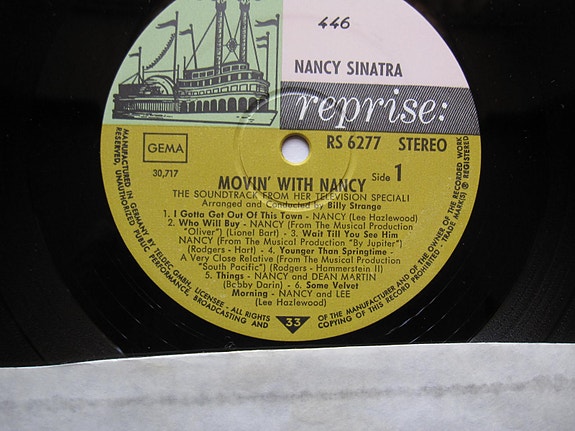 446
NANCY SINATRA
reprise:
GEMA
RS 6277 STEREO
30,717
MOVIN' WITH NANCY Side 1
THE SOUNDTRACK FROM HER TELEVISION SPECIAL!
Arranged and Conducted by Billy Strange
1. I Gotta Get Out Of This Town - NANCY (Lee Hazlewood)
2. Who Will Buy - NANCY (From The Musical Production
"Oliver") (Lionel Bart) - 3. Wait Till You See Him
NANCY (From The Musical Production "By Jupiter")
(Rodgers - Hart) - 4. Younger Than Springtime -
A Very Close Relative (From The Musical Production
"South Pacific") (Rodgers - Hammerstein II)
5. Things - NANCY and DEAN MARTIN
(Bobby Darin) - 6. Some Velvet
Morning - NANCY and LEE
(Lee Hazlewood)
33
MANUFACTURED IN GERMANY BY TELDEC GMBH, LICENSEE - ALL RIGHTS
RESERVED, UNAUTHORIZED PUBLIC PERFORMANCE, BROADCASTING AND
OF THE MANUFACTURER AND OF THE OWNER OF THE RECORDED WORK
COPYING OF THIS RECORD PROHIBITED - TRADE MARK(S) ® REGISTERED